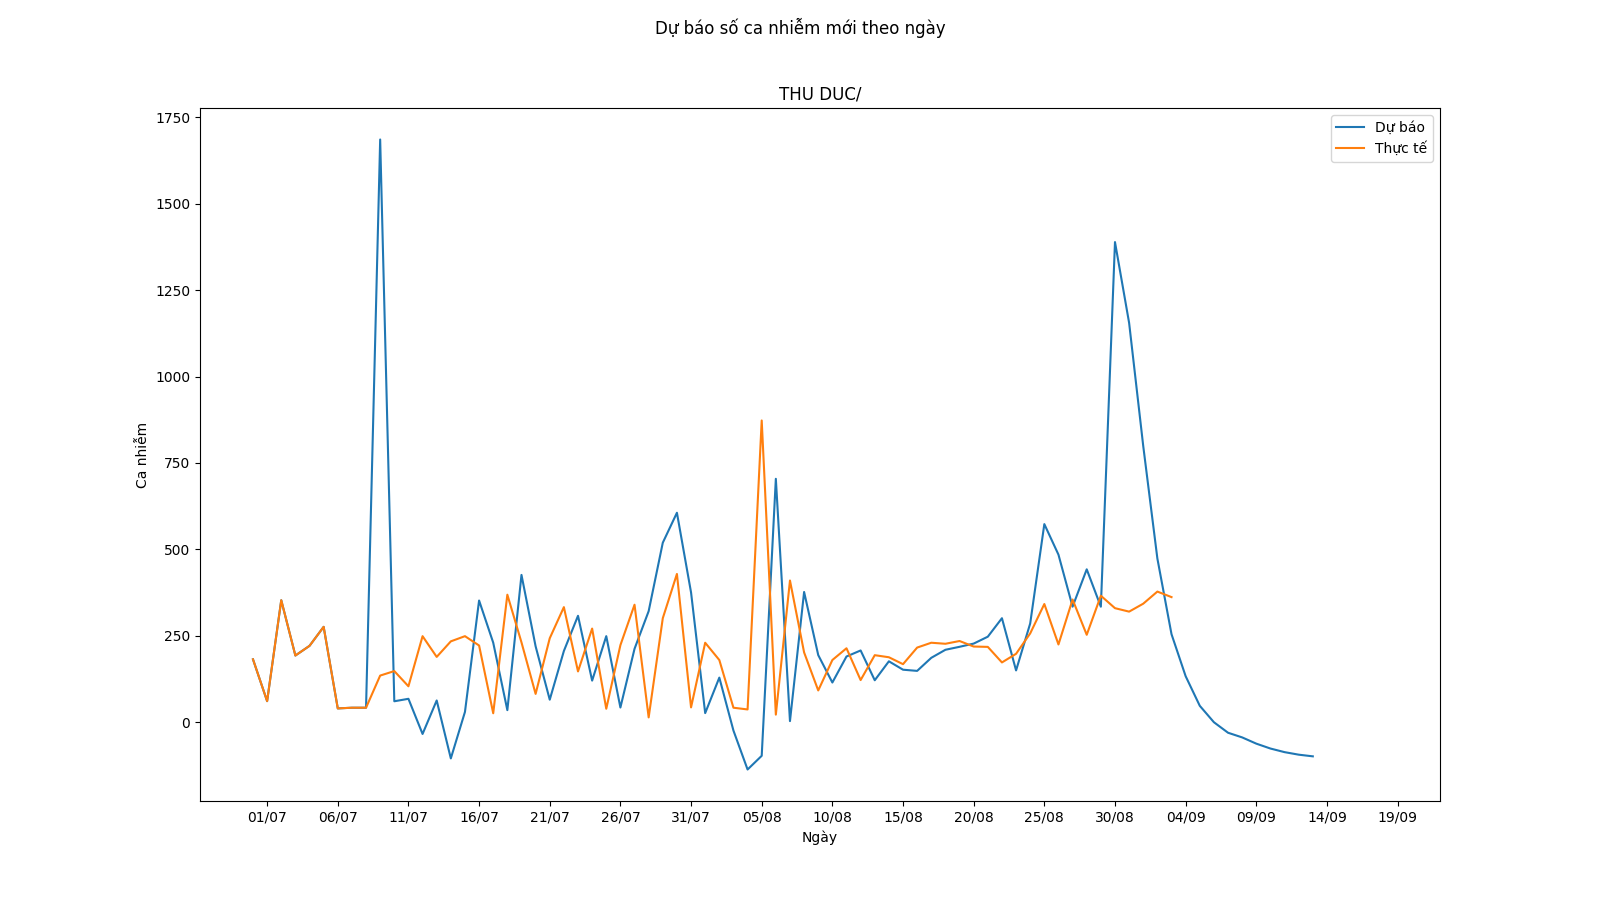 Dự báo số ca nhiễm mới theo ngày
THU DUC/
Dự báo
Thực tế
1750
1500
1250
1000
750
500
250
0
Ca nhiễm
01/07 06/07 11/07 16/07 21/07 26/07 31/07 05/08 10/08 15/08 20/08 25/08 30/08 04/09 09/09 14/09 19/09
Ngày